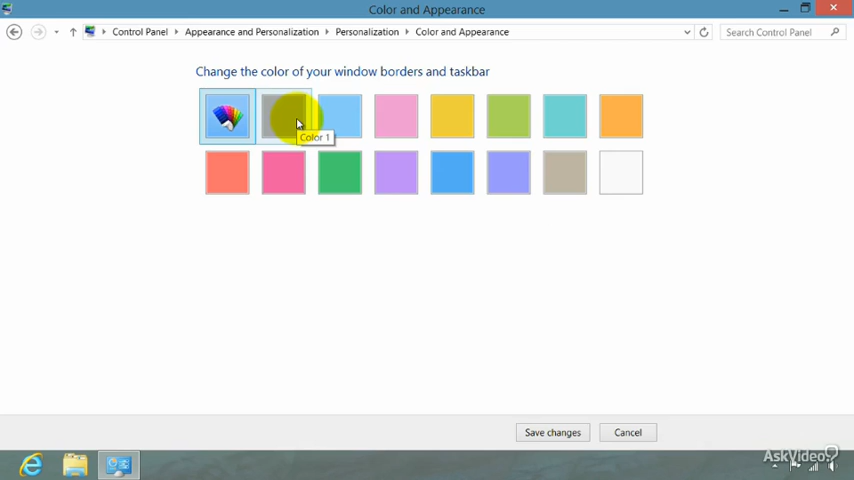 Color and Appearance
Control Panel Appearance and Personalization Personalization Color and Appearance
Search Control Panel
Change the color of your window borders and taskbar
Color 1
Save changes
Cancel
AskVideo